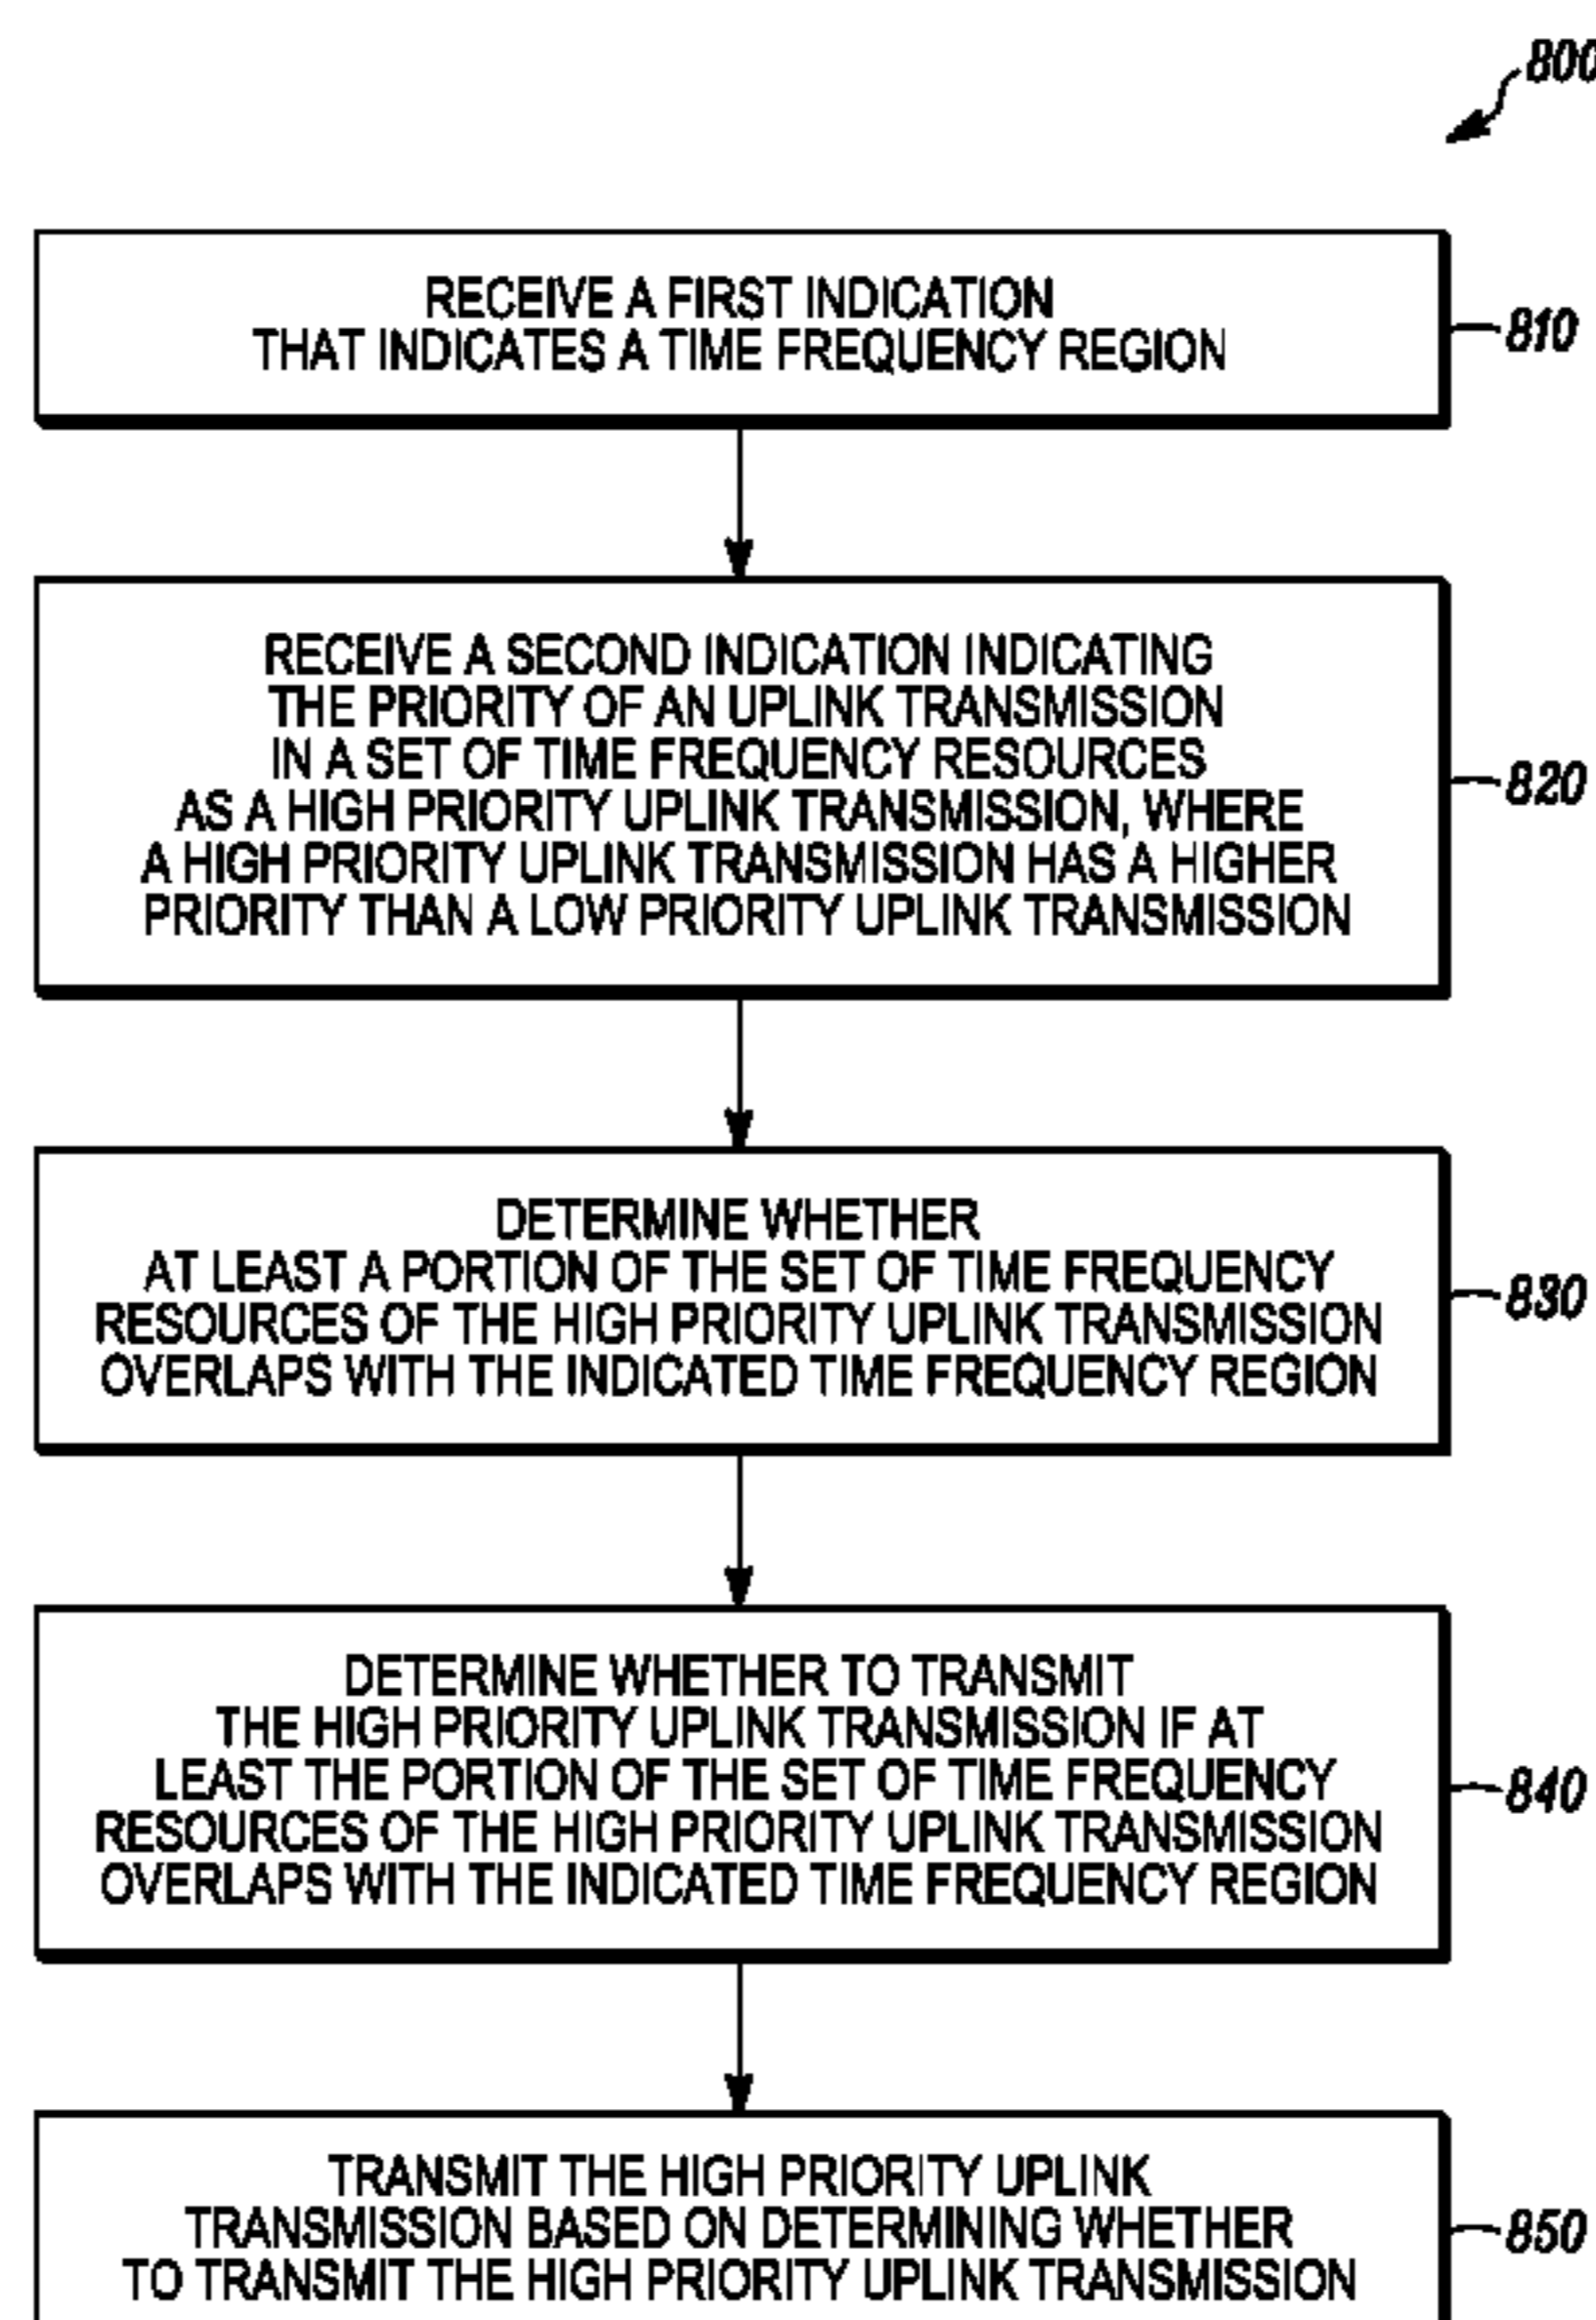 800
RECEIVE A FIRST INDICATION
THAT INDICATES A TIME FREQUENCY REGION
810
RECEIVE A SECOND INDICATION INDICATING
THE PRIORITY OF AN UPLINK TRANSMISSION
IN A SET OF TIME FREQUENCY RESOURCES
AS A HIGH PRIORITY UPLINK TRANSMISSION, WHERE
A HIGH PRIORITY UPLINK TRANSMISSION HAS A HIGHER
PRIORITY THAN A LOW PRIORITY UPLINK TRANSMISSION
820
DETERMINE WHETHER
AT LEAST A PORTION OF THE SET OF TIME FREQUENCY
RESOURCES OF THE HIGH PRIORITY UPLINK TRANSMISSION
OVERLAPS WITH THE INDICATED TIME FREQUENCY REGION
830
DETERMINE WHETHER TO TRANSMIT
THE HIGH PRIORITY UPLINK TRANSMISSION IF AT
LEAST THE PORTION OF THE SET OF TIME FREQUENCY
RESOURCES OF THE HIGH PRIORITY UPLINK TRANSMISSION
OVERLAPS WITH THE INDICATED TIME FREQUENCY REGION
840
TRANSMIT THE HIGH PRIORITY UPLINK
TRANSMISSION BASED ON DETERMINING WHETHER
TO TRANSMIT THE HIGH PRIORITY UPLINK TRANSMISSION
850